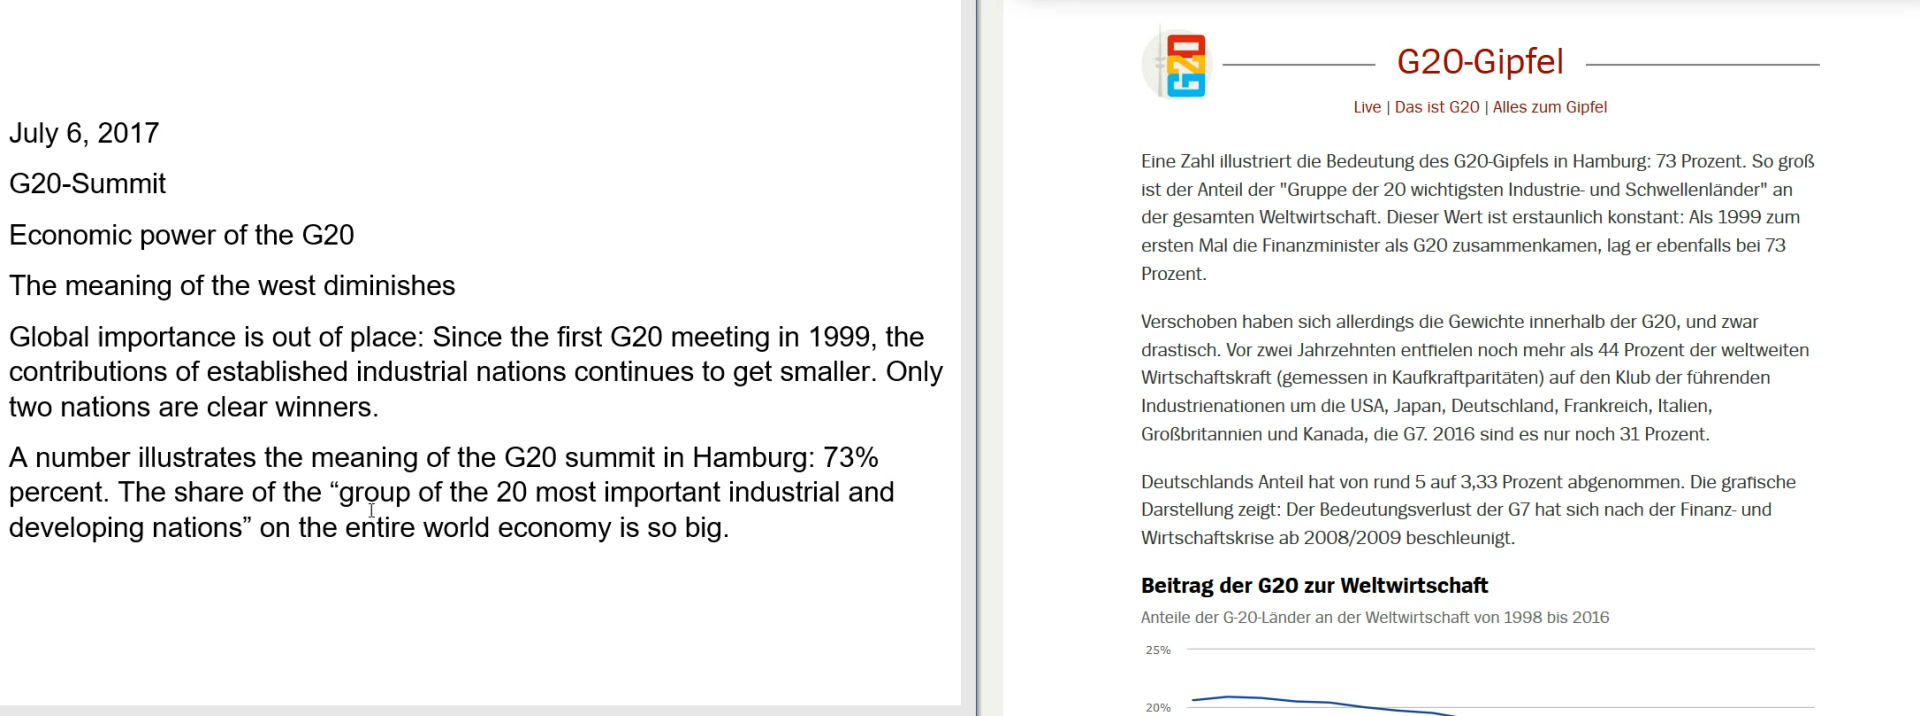 July 6, 2017
G20-Summit
Economic power of the G20
The meaning of the west diminishes
Global importance is out of place: Since the first G20 meeting in 1999, the
contributions of established industrial nations continues to get smaller. Only
two nations are clear winners.
A number illustrates the meaning of the G20 summit in Hamburg: 73%
percent. The share of the “group of the 20 most important industrial and
developing nations” on the entire world economy is so big.
G20
G20-Gipfel
Live | Das ist G20 | Alles zum Gipfel
Eine Zahl illustriert die Bedeutung des G20-Gipfels in Hamburg: 73 Prozent. So groß
ist der Anteil der "Gruppe der 20 wichtigsten Industrie- und Schwellenländer" an
der gesamten Weltwirtschaft. Dieser Wert ist erstaunlich konstant: Als 1999 zum
ersten Mal die Finanzminister als G20 zusammenkamen, lag er ebenfalls bei 73
Prozent.
Verschoben haben sich allerdings die Gewichte innerhalb der G20, und zwar
drastisch. Vor zwei Jahrzehnten entfielen noch mehr als 44 Prozent der weltweiten
Wirtschaftskraft (gemessen in Kaufkraftparitäten) auf den Klub der führenden
Industrienationen um die USA, Japan, Deutschland, Frankreich, Italien,
Großbritannien und Kanada, die G7. 2016 sind es nur noch 31 Prozent.
Deutschlands Anteil hat von rund 5 auf 3,33 Prozent abgenommen. Die grafische
Darstellung zeigt: Der Bedeutungsverlust der G7 hat sich nach der Finanz- und
Wirtschaftskrise ab 2008/2009 beschleunigt.
Beitrag der G20 zur Weltwirtschaft
Anteile der G-20-Länder an der Weltwirtschaft von 1998 bis 2016
25%
20%